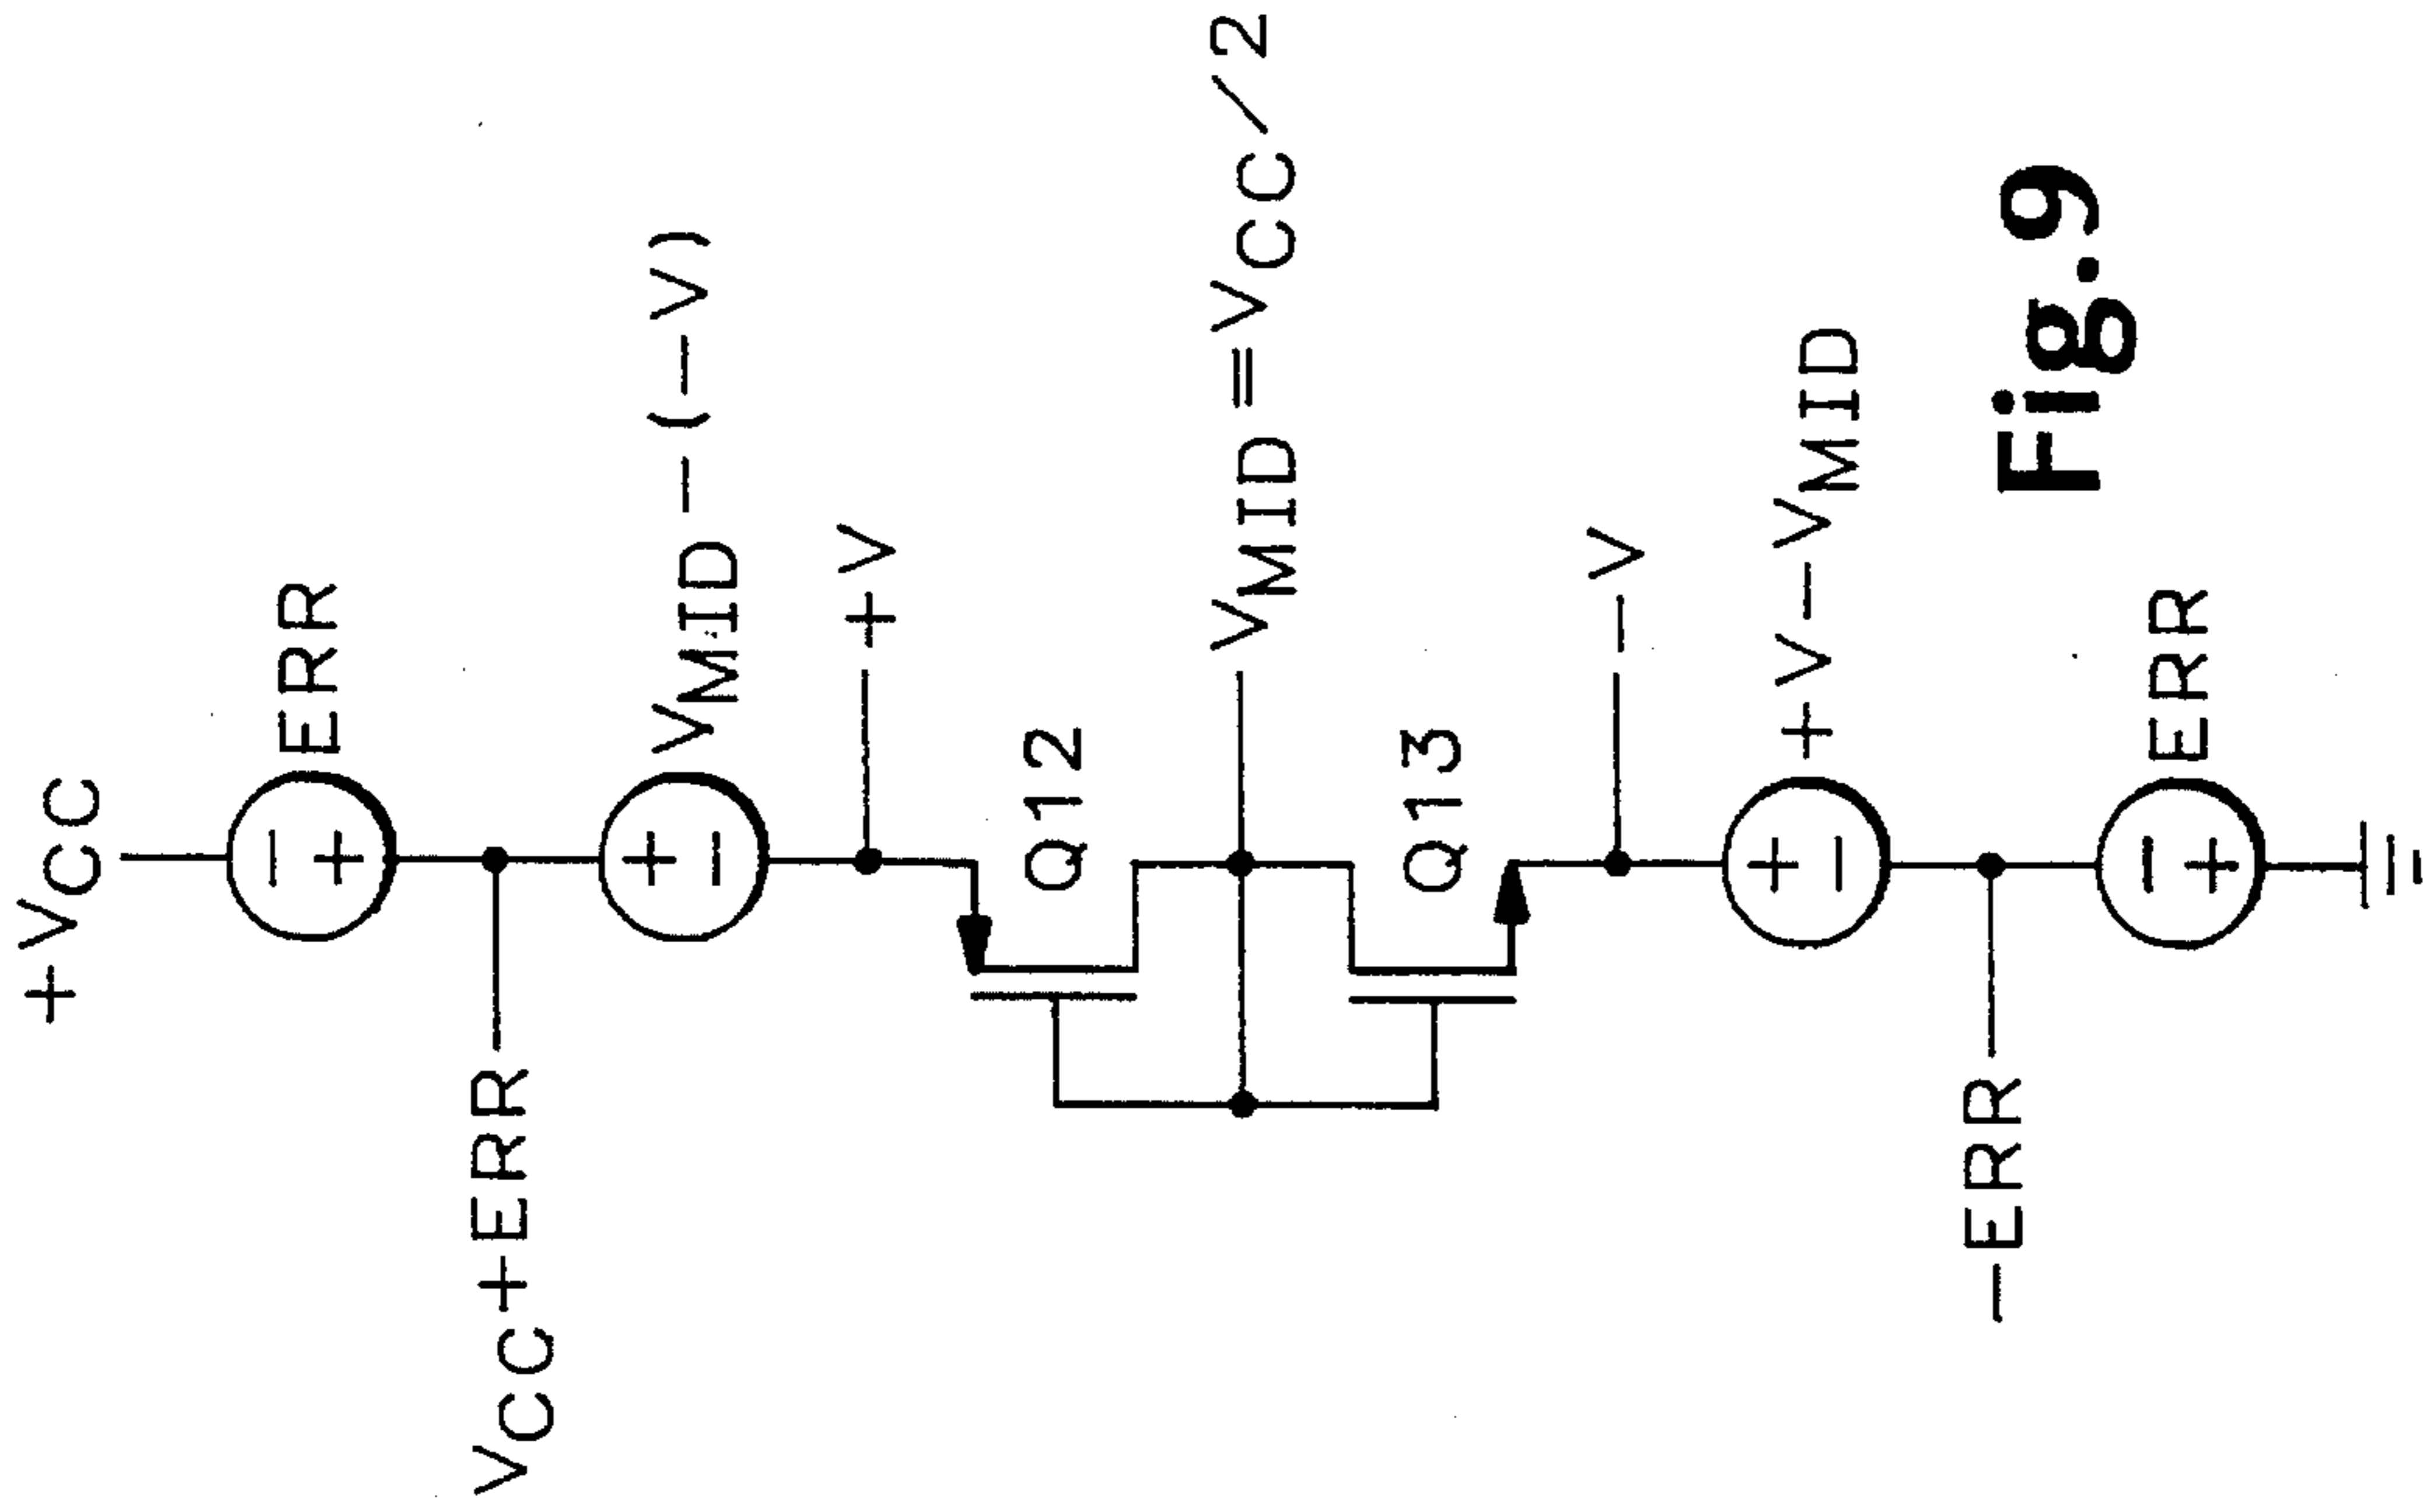 +VCC
ERR
VCC+ERR
VMID-(-V)
+V
Q12
VMID=VCC/2
Q13
-V
+V-VMID
-ERR
ERR
Fig.9